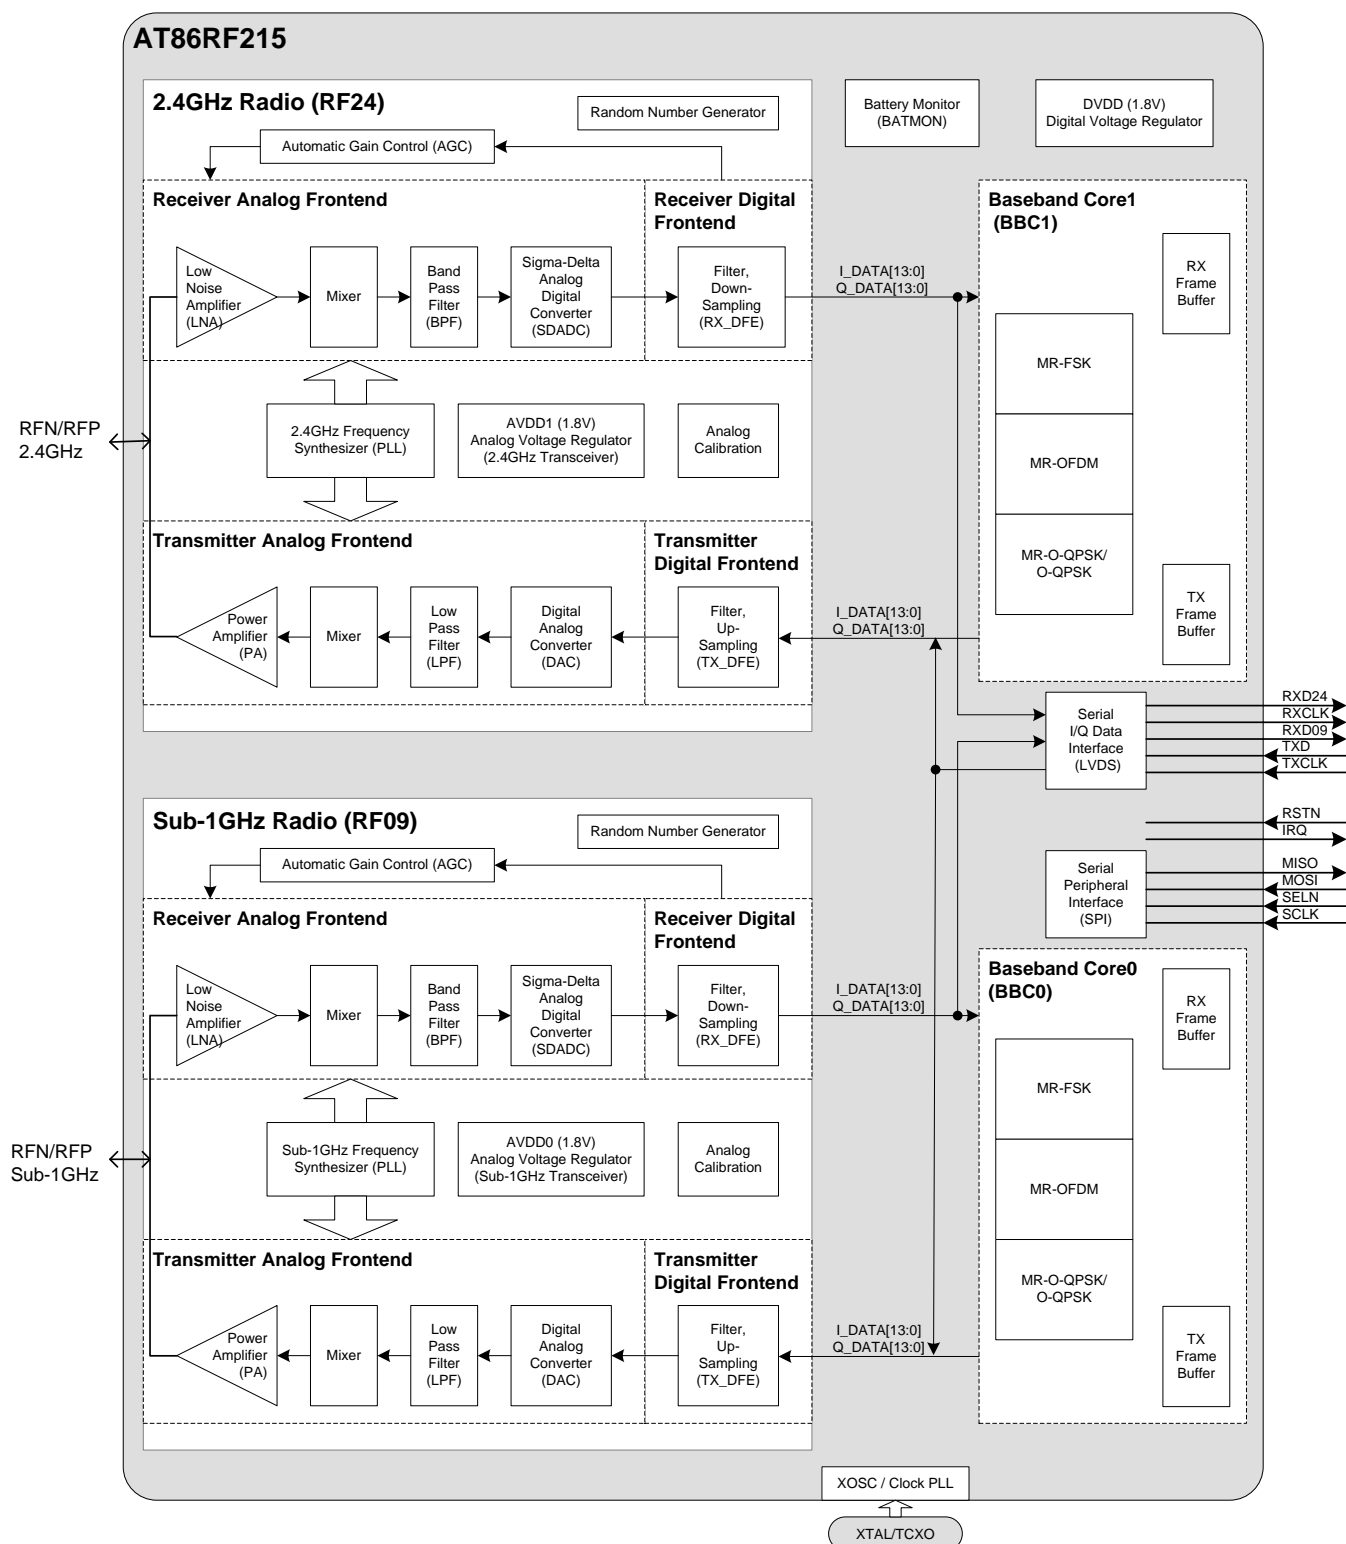 AT86RF215
2.4GHz Radio (RF24)
Random Number Generator
Automatic Gain Control (AGC)
Battery Monitor
(BATMON)
DVDD (1.8V)
Digital Voltage Regulator
Receiver Analog Frontend
Receiver Digital
Frontend
Low
Noise
Amplifier
(LNA)
Mixer
Band
Pass
Filter
(BPF)
Sigma-Delta
Analog
Digital
Converter
(SDADC)
Filter,
Down-
Sampling
(RX_DFE)
I_DATA[13:0]
Q_DATA[13:0]
Baseband Core1
(BBC1)
RX
Frame
Buffer
MR-FSK
MR-OFDM
MR-O-QPSK/
O-QPSK
TX
Frame
Buffer
RFN/RFP
2.4GHz
2.4GHz Frequency
Synthesizer (PLL)
AVDD1 (1.8V)
Analog Voltage Regulator
(2.4GHz Transceiver)
Analog
Calibration
Transmitter Analog Frontend
Transmitter
Digital Frontend
Power
Amplifier
(PA)
Mixer
Low
Pass
Filter
(LPF)
Digital
Analog
Converter
(DAC)
Filter,
Up-
Sampling
(TX_DFE)
I_DATA[13:0]
Q_DATA[13:0]
Serial
I/Q Data
Interface
(LVDS)
RXD24
RXCLK
RXD09
TXD
TXCLK
RSTN
IRQ
Serial
Peripheral
Interface
(SPI)
MISO
MOSI
SELN
SCLK
Sub-1GHz Radio (RF09)
Random Number Generator
Automatic Gain Control (AGC)
Receiver Analog Frontend
Receiver Digital
Frontend
Low
Noise
Amplifier
(LNA)
Mixer
Band
Pass
Filter
(BPF)
Sigma-Delta
Analog
Digital
Converter
(SDADC)
Filter,
Down-
Sampling
(RX_DFE)
I_DATA[13:0]
Q_DATA[13:0]
Baseband Core0
(BBC0)
RX
Frame
Buffer
MR-FSK
MR-OFDM
MR-O-QPSK/
O-QPSK
TX
Frame
Buffer
RFN/RFP
Sub-1GHz
Sub-1GHz Frequency
Synthesizer (PLL)
AVDD0 (1.8V)
Analog Voltage Regulator
(Sub-1GHz Transceiver)
Analog
Calibration
Transmitter Analog Frontend
Transmitter
Digital Frontend
Power
Amplifier
(PA)
Mixer
Low
Pass
Filter
(LPF)
Digital
Analog
Converter
(DAC)
Filter,
Up-
Sampling
(TX_DFE)
I_DATA[13:0]
Q_DATA[13:0]
XOSC / Clock PLL
XTAL/TCXO